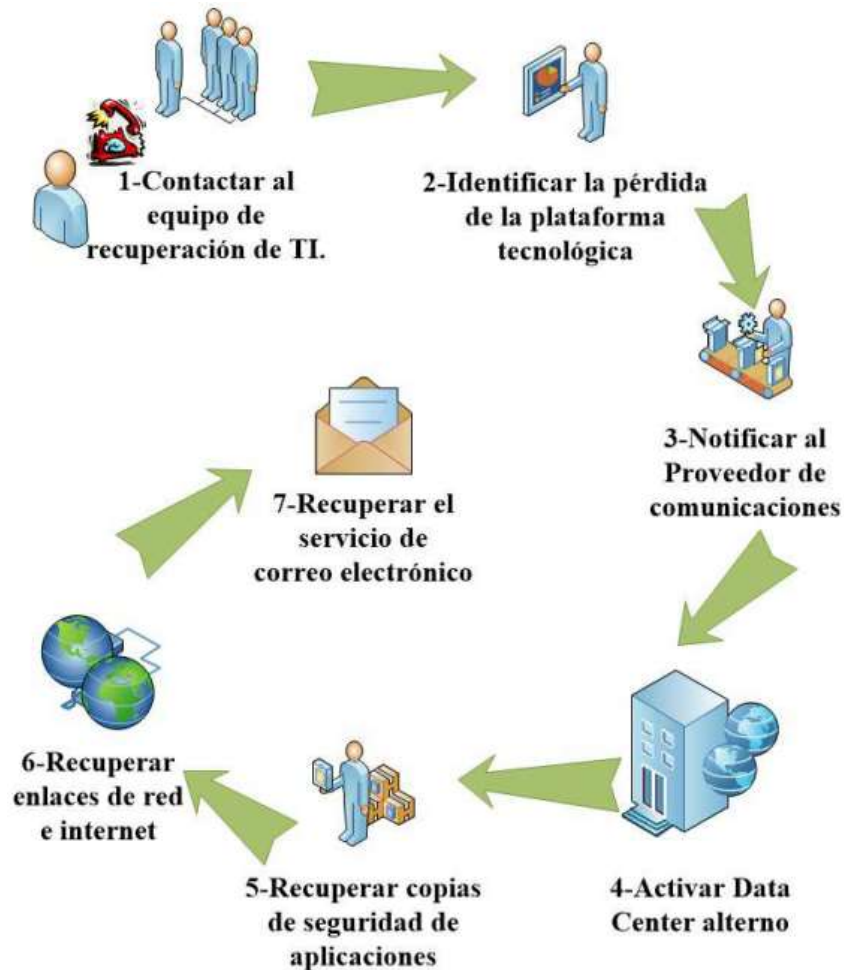 1-Contactar al
equipo de
recuperación de TI.
2-Identificar la pérdida
de la plataforma
tecnológica
3-Notificar al
Proveedor de
comunicaciones
4-Activar Data
Center alterno
5-Recuperar copias
de seguridad de
aplicaciones
6-Recuperar
enlaces de red
e internet
7-Recuperar el
servicio de
correo electrónico